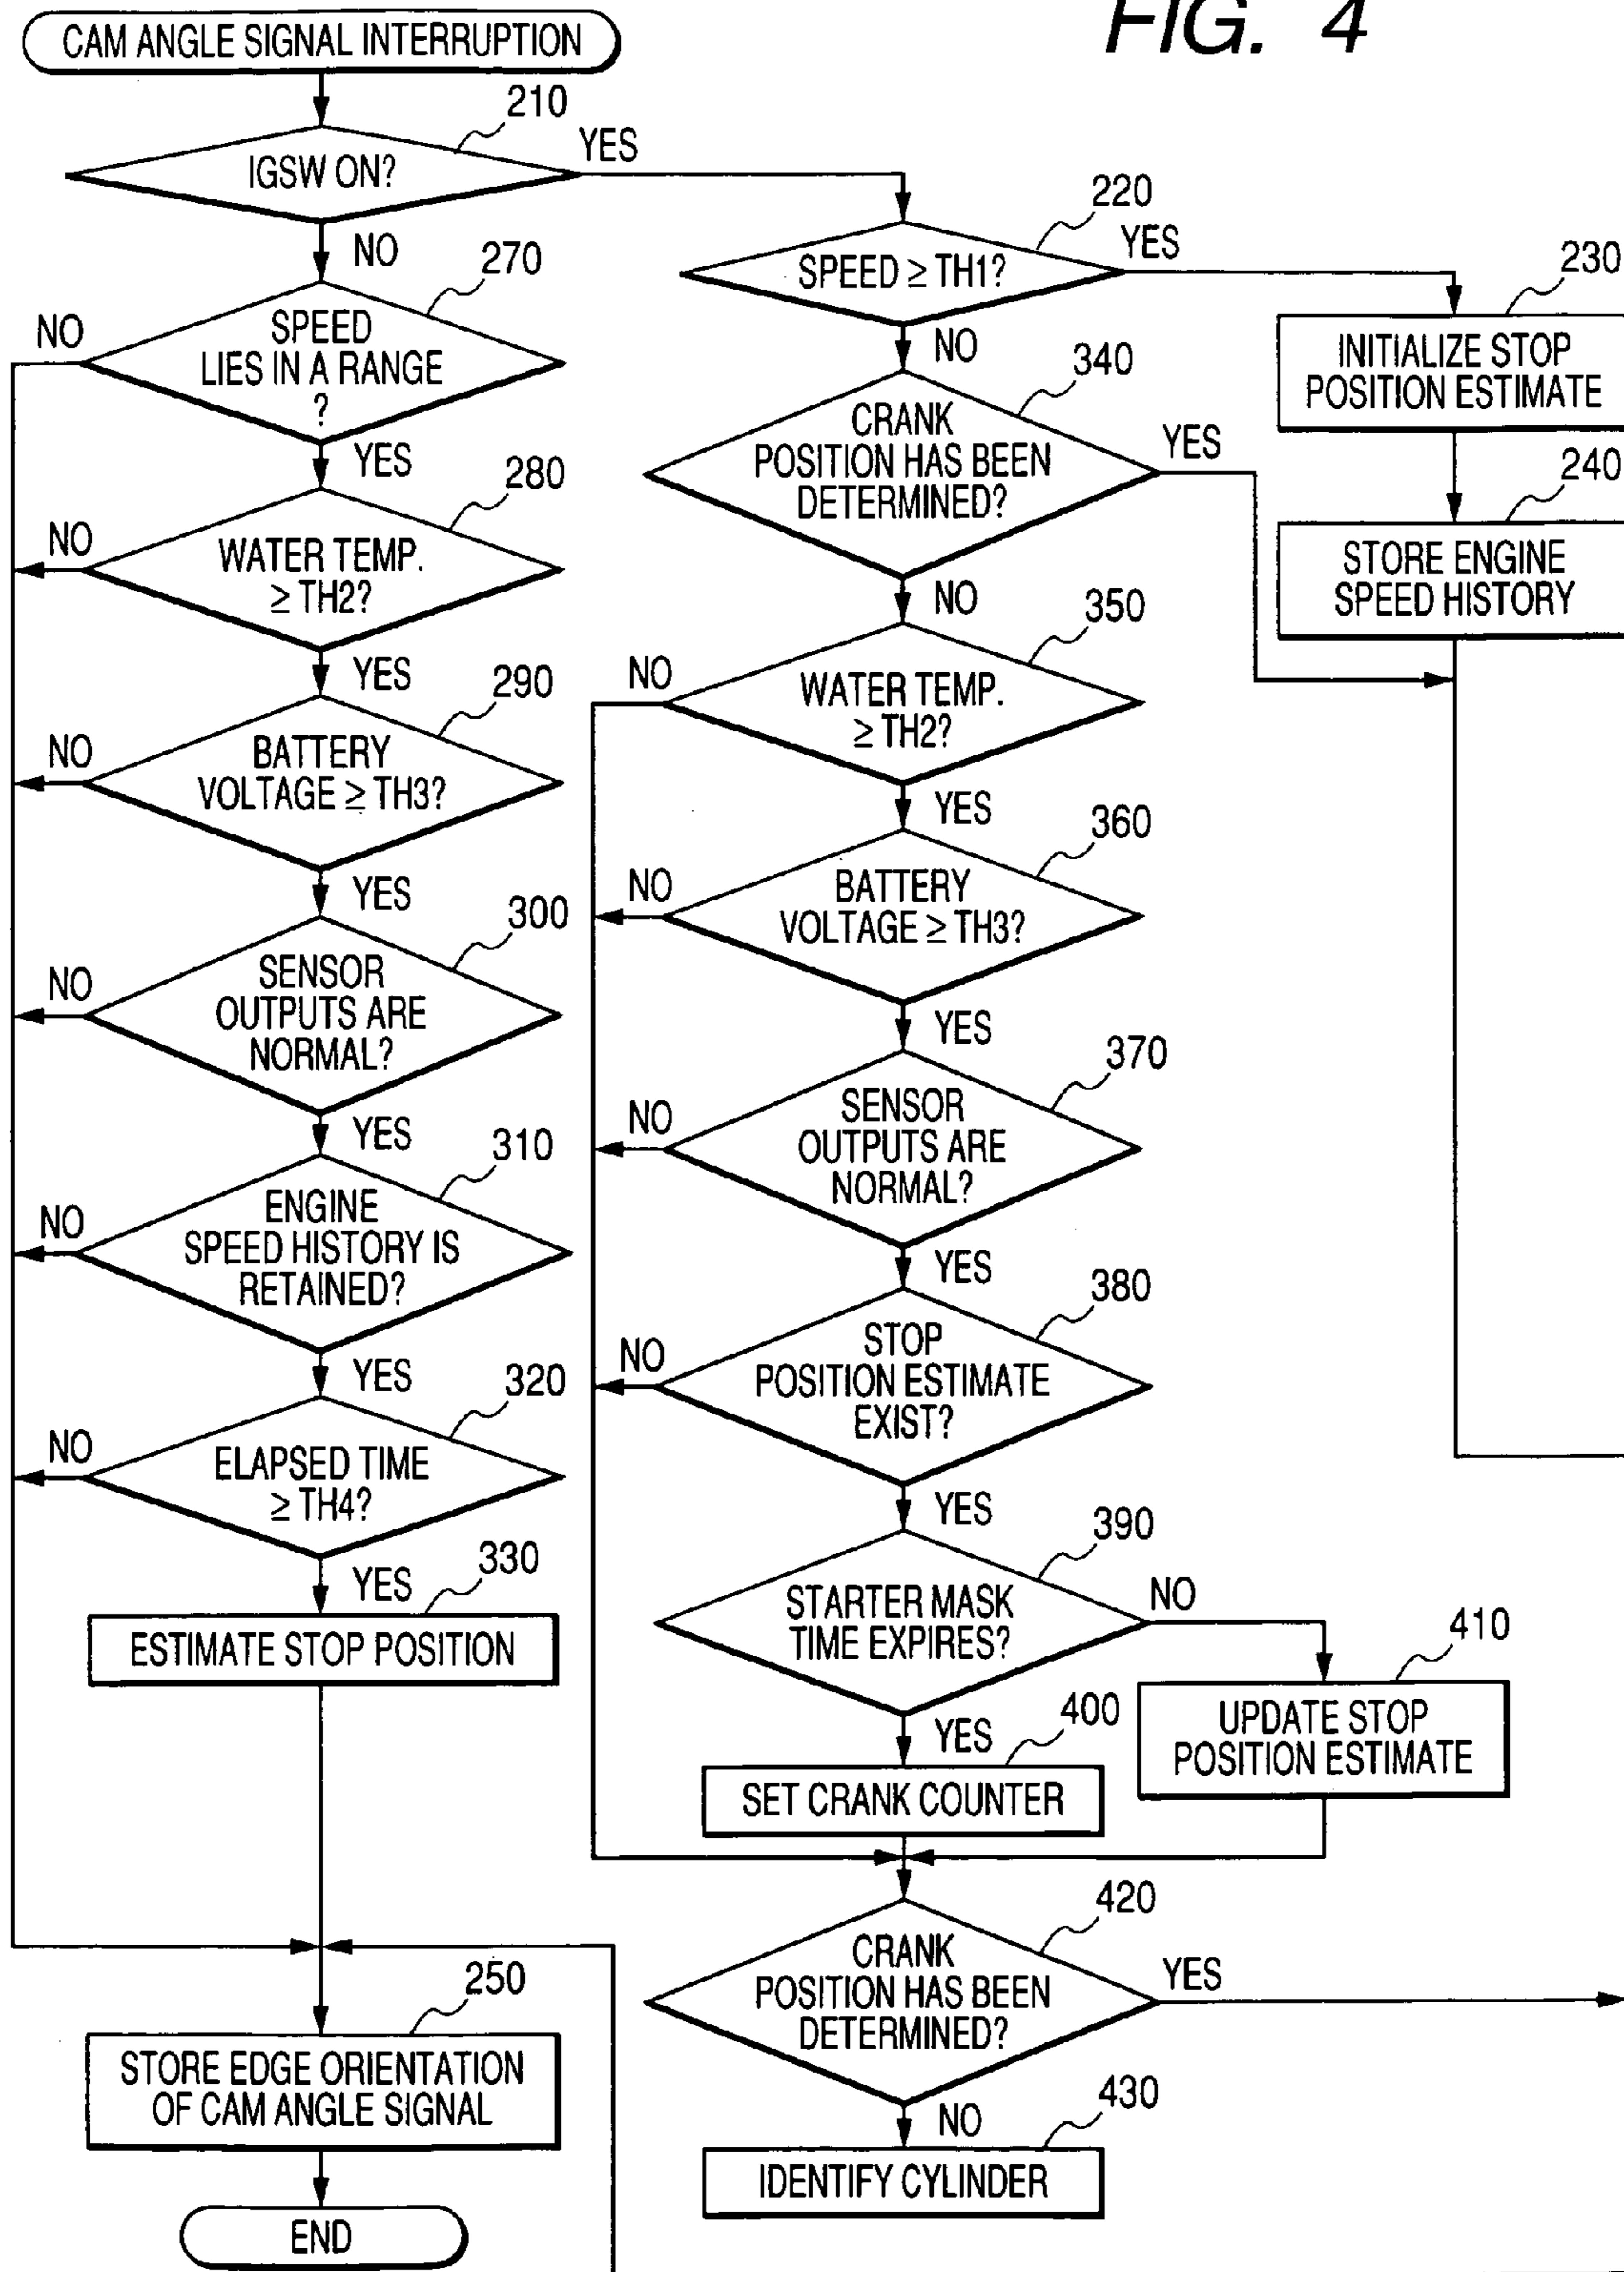 FIG. 4
CAM ANGLE SIGNAL INTERRUPTION
210
IGSW ON?
YES
NO
270
SPEED
LIES IN A RANGE
?
NO
YES
280
WATER TEMP.
≥ TH2?
NO
YES
290
BATTERY
VOLTAGE ≥ TH3?
NO
YES
300
SENSOR
OUTPUTS ARE
NORMAL?
NO
YES
310
ENGINE
SPEED HISTORY IS
RETAINED?
NO
YES
320
ELAPSED TIME
≥ TH4?
NO
YES
330
ESTIMATE STOP POSITION
250
STORE EDGE ORIENTATION
OF CAM ANGLE SIGNAL
END
220
SPEED ≥ TH1?
YES
NO
230
INITIALIZE STOP
POSITION ESTIMATE
240
STORE ENGINE
SPEED HISTORY
340
CRANK
POSITION HAS BEEN
DETERMINED?
YES
NO
350
WATER TEMP.
≥ TH2?
NO
YES
360
BATTERY
VOLTAGE ≥ TH3?
NO
YES
370
SENSOR
OUTPUTS ARE
NORMAL?
NO
YES
380
STOP
POSITION ESTIMATE
EXIST?
NO
YES
390
STARTER MASK
TIME EXPIRES?
NO
YES
410
UPDATE STOP
POSITION ESTIMATE
400
SET CRANK COUNTER
420
CRANK
POSITION HAS BEEN
DETERMINED?
YES
NO
430
IDENTIFY CYLINDER